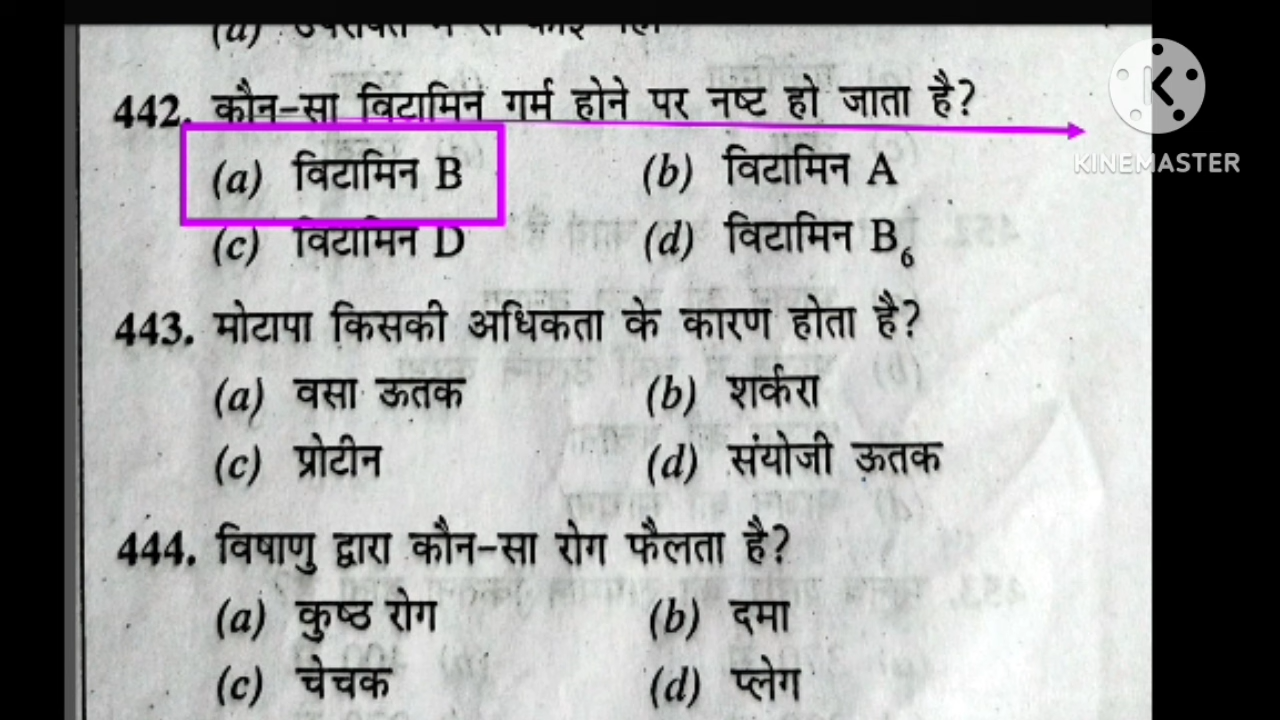 442. कौन-सा विटामिन गर्म होने पर नष्ट हो जाता है?
(a) विटामिन B (b) विटामिन A
(c) विटामिन D (d) विटामिन B₆
443. मोटापा किसकी अधिकता के कारण होता है?
(a) वसा ऊतक (b) शर्करा
(c) प्रोटीन (d) संयोजी ऊतक
444. विषाणु द्वारा कौन-सा रोग फैलता है?
(a) कुष्ठ रोग (b) दमा
(c) चेचक (d) प्लेग
K
KINEMASTER